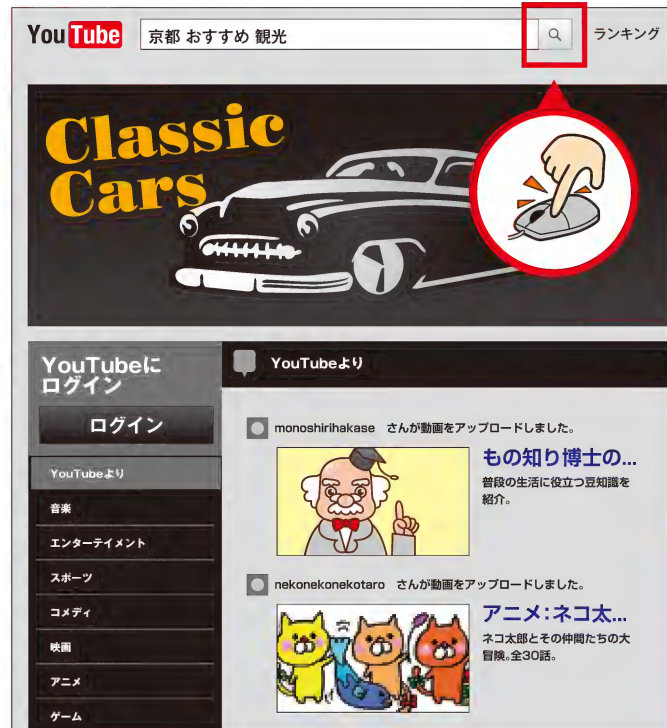 YouTube
京都 おすすめ 観光
ランキング
Classic
Cars
YouTubeに
ログイン
ログイン
YouTubeより
音楽
エンターテイメント
スポーツ
コメディ
映画
アニメ
ゲーム
YouTubeより
monoshirihakase さんが動画をアップロードしました。
もの知り博士の...
普段の生活に役立つ豆知識を
紹介。
nekonekonekotaro さんが動画をアップロードしました。
アニメ:ネコ太...
ネコ太郎とその仲間たちの大
冒険。全30話。